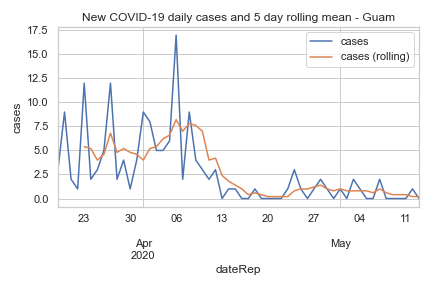 New COVID-19 daily cases and 5 day rolling mean - Guam
cases
cases (rolling)
17.5
15.0
12.5
10.0
7.5
5.0
2.5
0.0
cases
23 30 06 13 20 27 04 11
Apr May
2020
dateRep